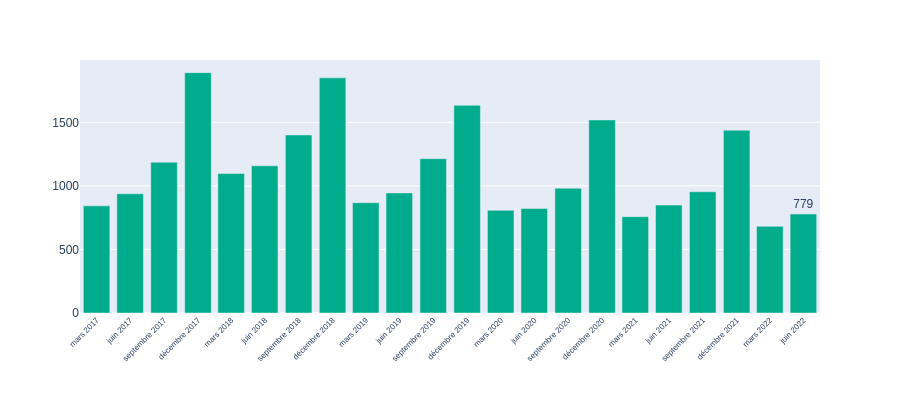 1500
1000
500
0
779
mars 2017
juin 2017
septembre 2017
décembre 2017
mars 2018
juin 2018
septembre 2018
décembre 2018
mars 2019
juin 2019
septembre 2019
décembre 2019
mars 2020
juin 2020
septembre 2020
décembre 2020
mars 2021
juin 2021
septembre 2021
décembre 2021
mars 2022
juin 2022